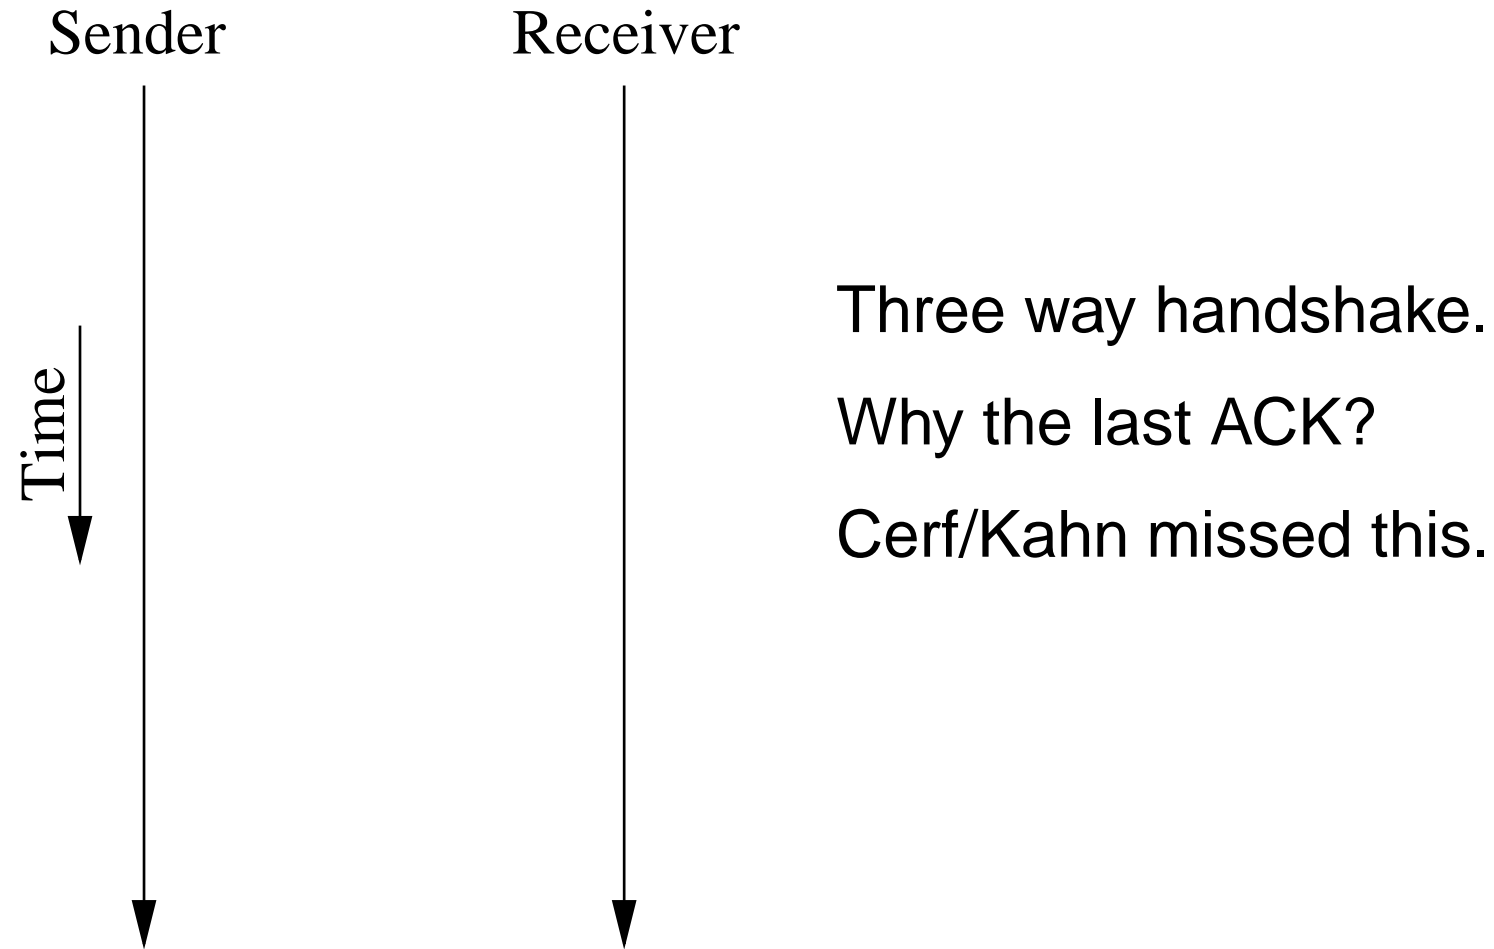 Sender
Receiver
Time
Three way handshake.
Why the last ACK?
Cerf/Kahn missed this.